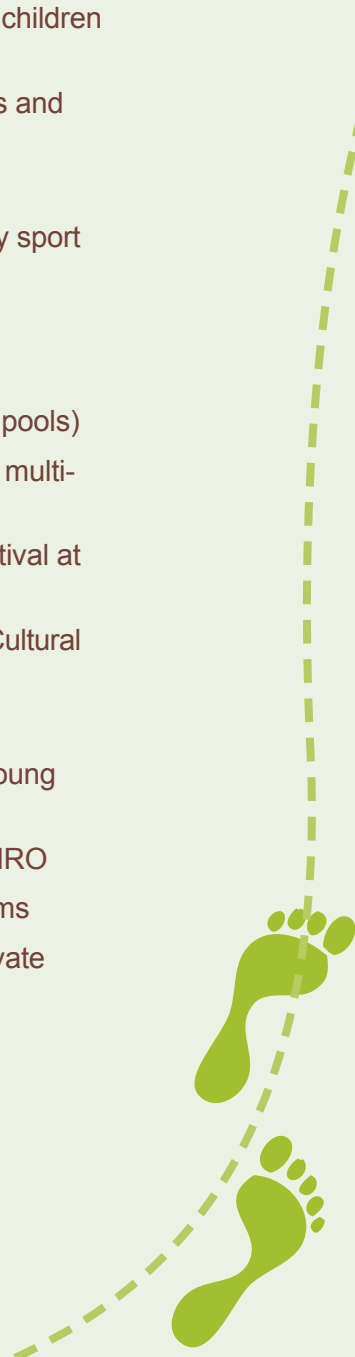 children
s and
y sport
pools)
multi-
tival at
Cultural
oung
IRO
ms
vate